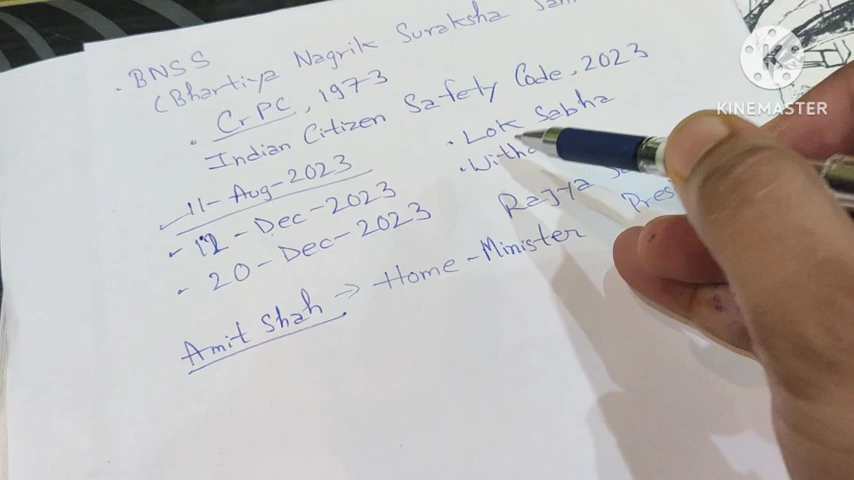 • BNSS
(Bhartiya Nagrik Suraksha
• CrPC, 1973
Indian Citizen Safety Code, 2023
11-Aug-2023
• Lok Sabha
12-Dec-2023
20-Dec-2023
Rajya
Amit Shah → Home-Minister
KINEMASTER